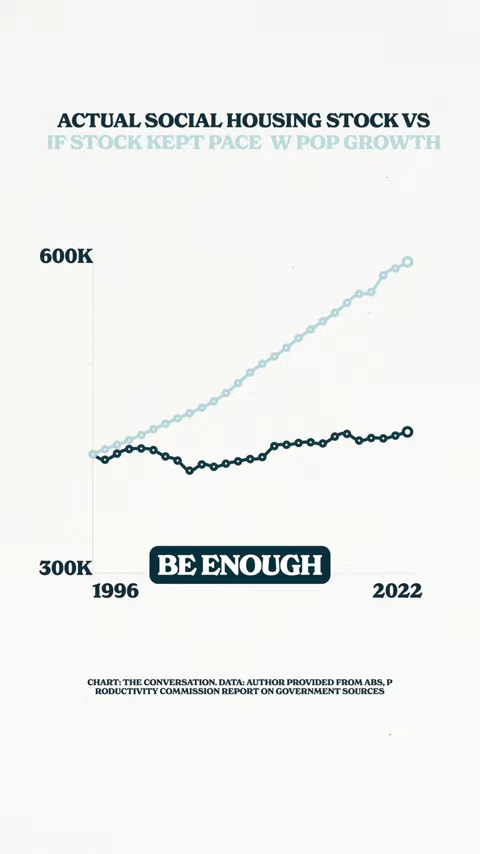 ACTUAL SOCIAL HOUSING STOCK VS
IF STOCK KEPT PACE W POP GROWTH
600K
300K
BE ENOUGH
1996
2022
CHART: THE CONVERSATION. DATA: AUTHOR PROVIDED FROM ABS, P
RODUCTIVITY COMMISSION REPORT ON GOVERNMENT SOURCES